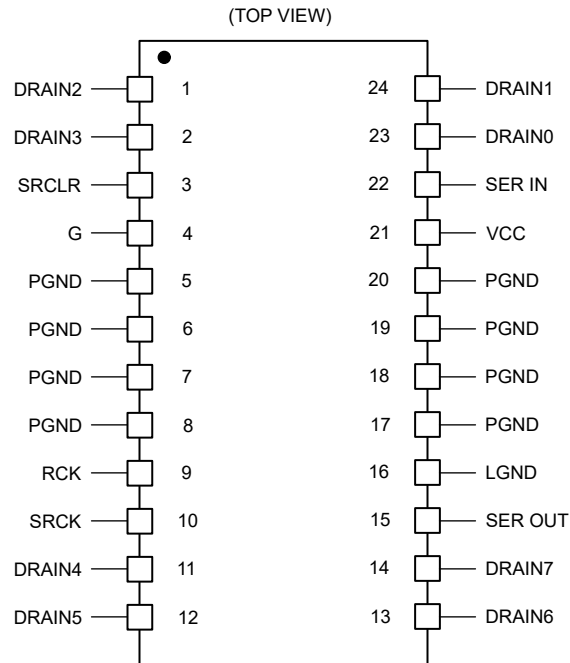 (TOP VIEW)
DRAIN2 1 24 DRAIN1
DRAIN3 2 23 DRAIN0
SRCLR 3 22 SER IN
G 4 21 VCC
PGND 5 20 PGND
PGND 6 19 PGND
PGND 7 18 PGND
PGND 8 17 PGND
RCK 9 16 LGND
SRCK 10 15 SER OUT
DRAIN4 11 14 DRAIN7
DRAIN5 12 13 DRAIN6